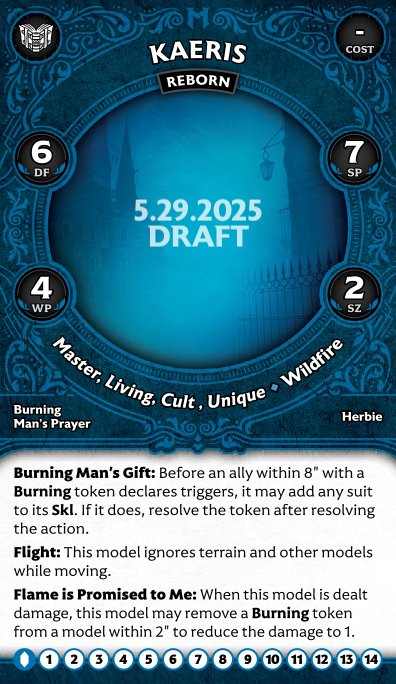 -
COST
KAERIS
REBORN
6
DF
7
SP
5.29.2025
DRAFT
4
WP
2
SZ
Master, Living, Cult , Unique ◆ Wildfire
Burning
Man's Prayer
Herbie
Burning Man's Gift: Before an ally within 8" with a
Burning token declares triggers, it may add any suit
to its Skl. If it does, resolve the token after resolving
the action.
Flight: This model ignores terrain and other models
while moving.
Flame is Promised to Me: When this model is dealt
damage, this model may remove a Burning token
from a model within 2" to reduce the damage to 1.
1 2 3 4 5 6 7 8 9 10 11 12 13 14